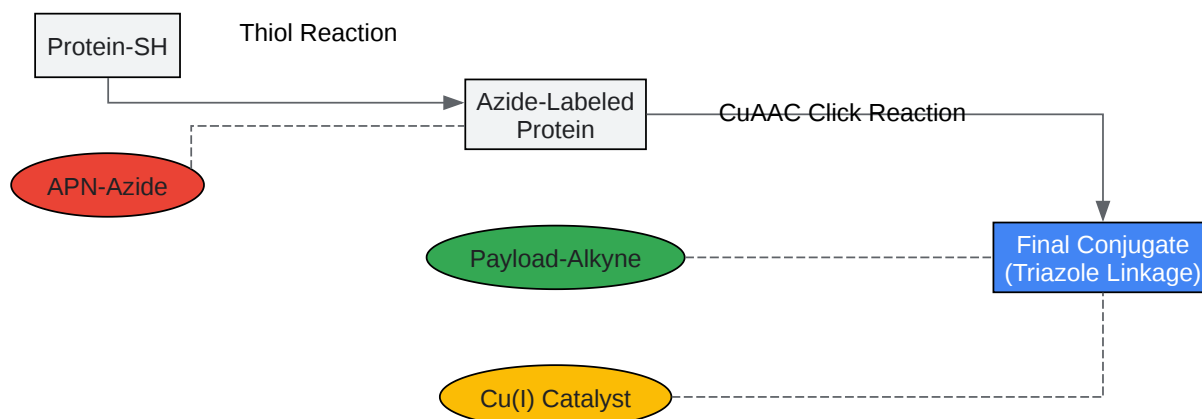 Protein-SH
Thiol Reaction
Azide-Labeled
Protein
CuAAC Click Reaction
APN-Azide
Payload-Alkyne
Final Conjugate
(Triazole Linkage)
Cu(I) Catalyst